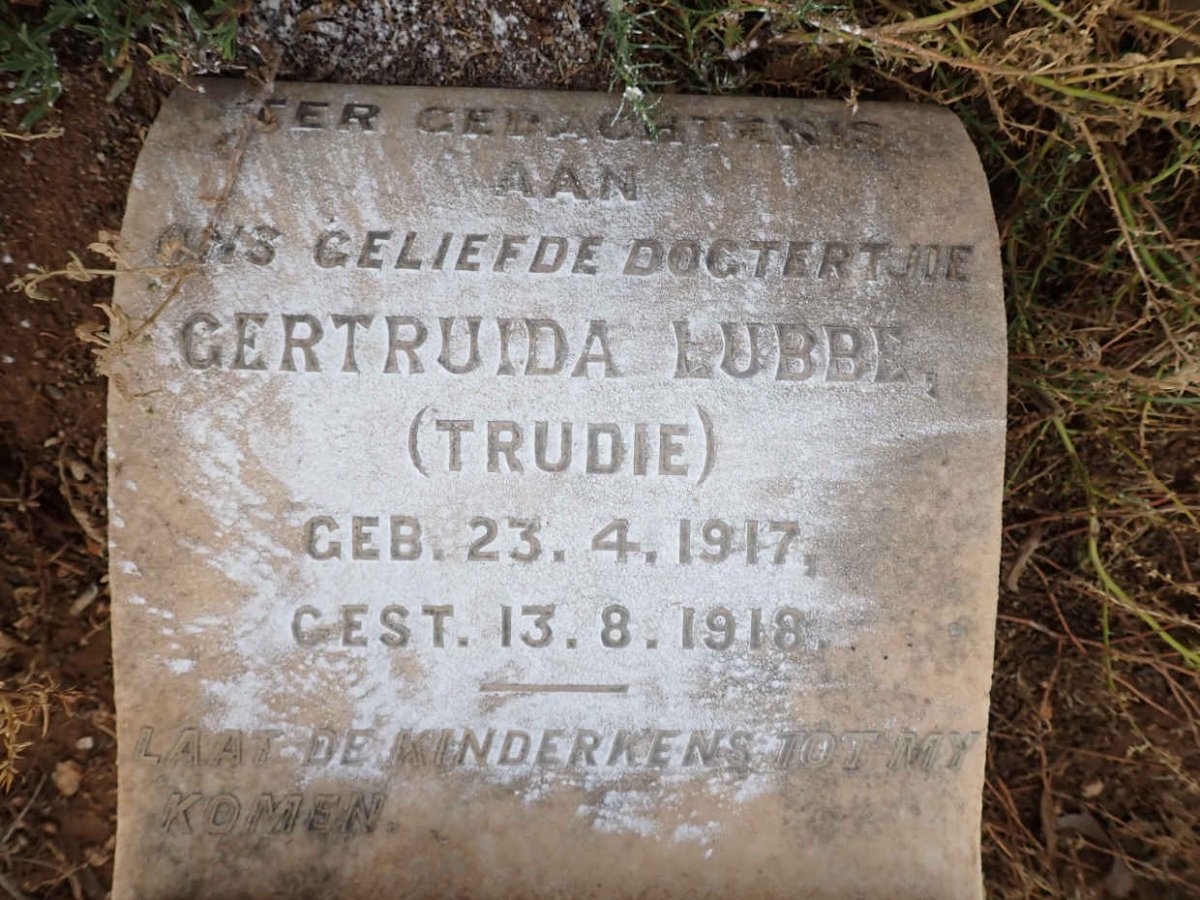 TER GEDACHTENIS
AAN
ONS GELIEFDE DOGTERTJIE
GERTRUIDA LUBBE,
(TRUDIE)
GEB. 23. 4. 1917,
GEST. 13. 8. 1918.
LAAT DE KINDERKENS TOT MY
KOMEN.